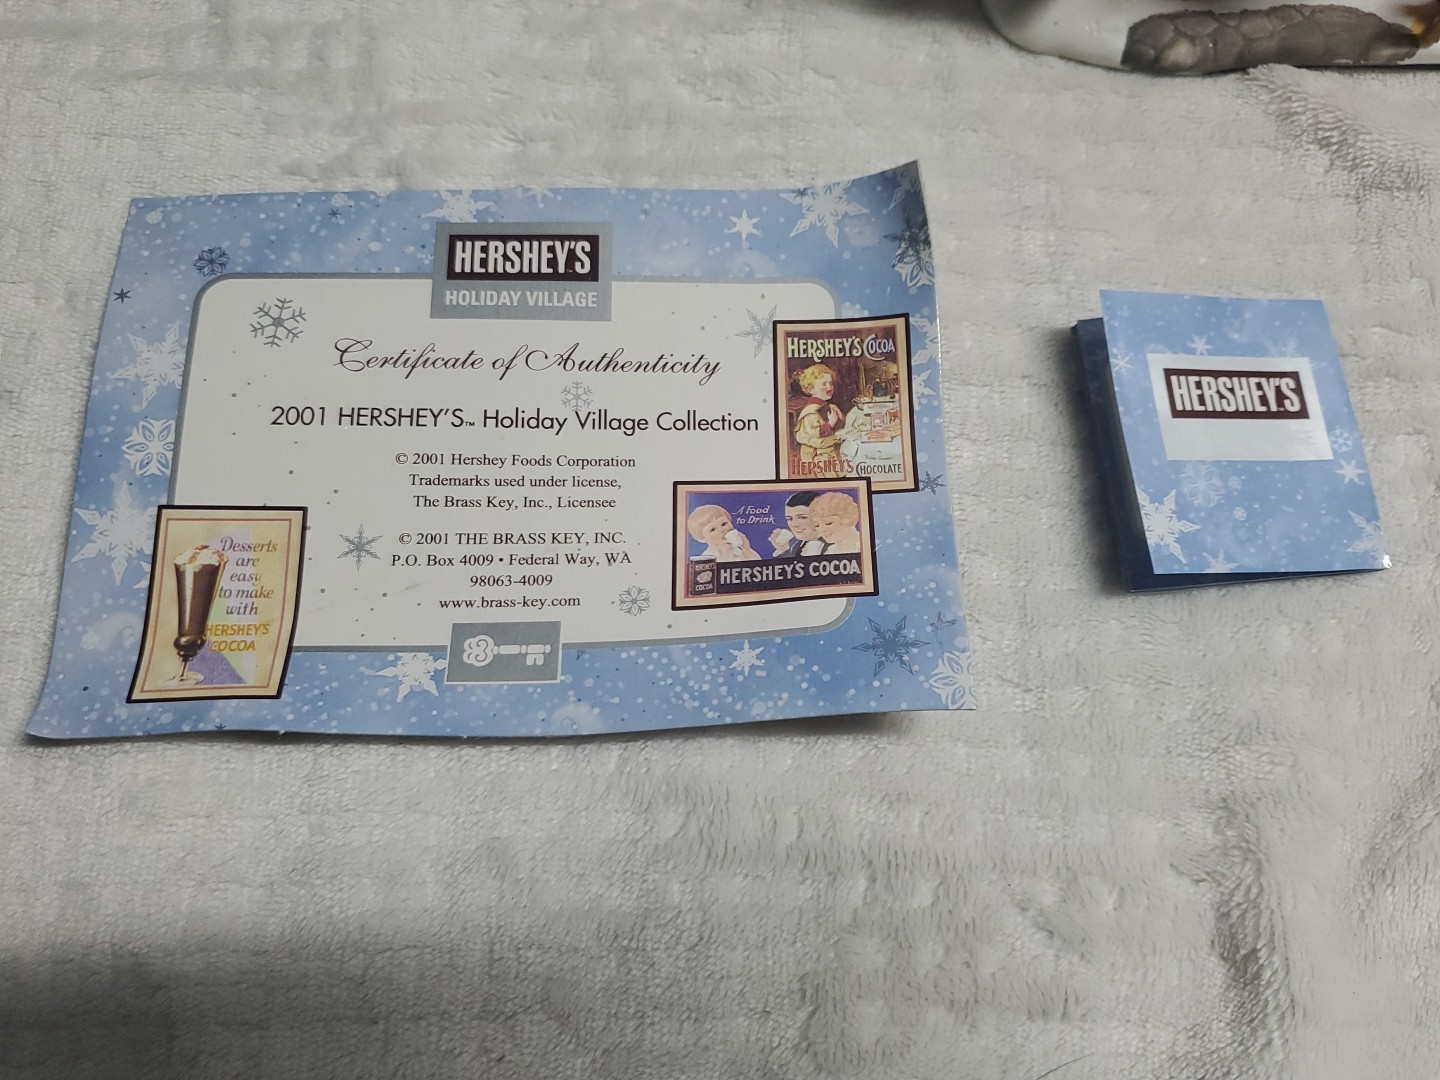 HERSHEY'S
HOLIDAY VILLAGE
Certificate of Authenticity
2001 HERSHEY'S™ Holiday Village Collection
© 2001 Hershey Foods Corporation
Trademarks used under license,
The Brass Key, Inc., Licensee
© 2001 THE BRASS KEY, INC.
P.O. Box 4009 • Federal Way, WA
98063-4009
www.brass-key.com
HERSHEY'S COCOA
HERSHEY'S CHOCOLATE
A Food
to Drink
HERSHEY'S
COCOA
HERSHEY'S COCOA
Desserts
are
easy
to make
with
HERSHEY'S
COCOA
HERSHEY'S